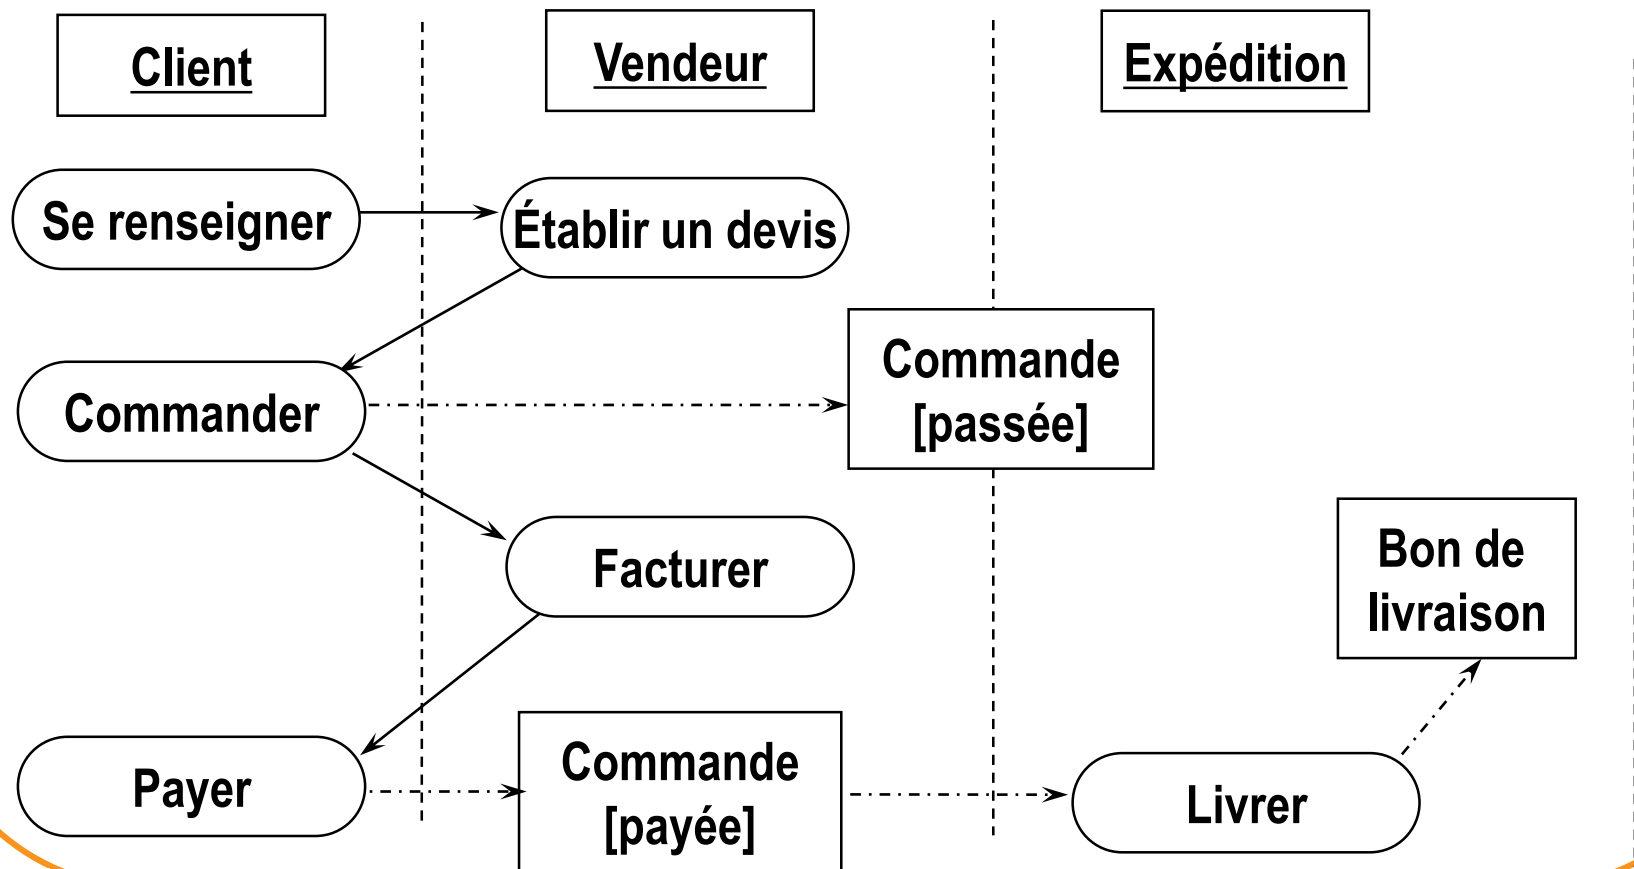 Client
Vendeur
Expédition
Se renseigner
Établir un devis
Commander
Commande
[passée]
Facturer
Bon de
livraison
Payer
Commande
[payée]
Livrer